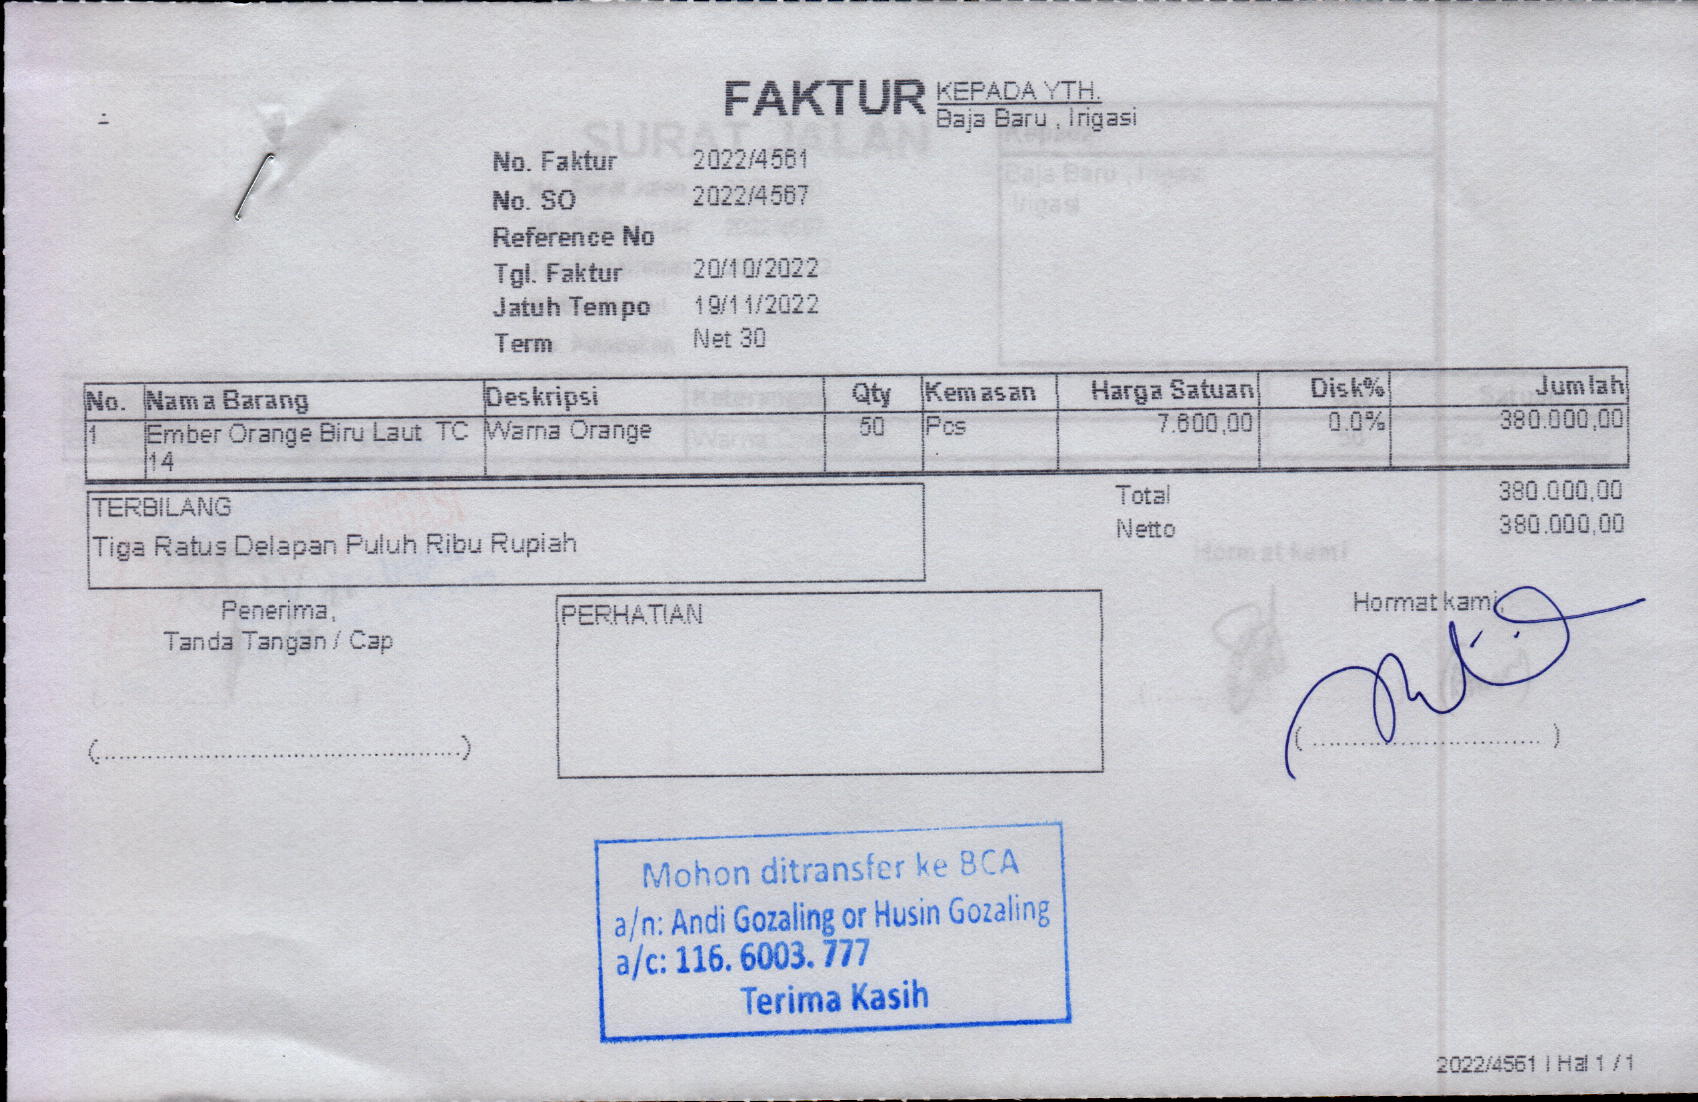 FAKTUR
KEPADA YTH.
Baja Baru , Irigasi
No. Faktur 2022/4561
No. SO 2022/4567
Reference No
Tgl. Faktur 20/10/2022
Jatuh Tempo 19/11/2022
Term Net 30
No. Nama Barang Deskripsi Qty Kemasan Harga Satuan Disk% Jumlah
1 Ember Orange Biru Laut TC Warna Orange 50 Pcs 7.600,00 0.0% 380.000,00
14
TERBILANG
Tiga Ratus Delapan Puluh Ribu Rupiah
Total 380.000,00
Netto 380.000,00
Penerima,
Tanda Tangan / Cap
(............................................)
PERHATIAN
Hormat kami,
( ............................ )
Mohon ditransfer ke BCA
a/n: Andi Gozaling or Husin Gozaling
a/c: 116. 6003. 777
Terima Kasih
2022/4561 | Hal 1 / 1